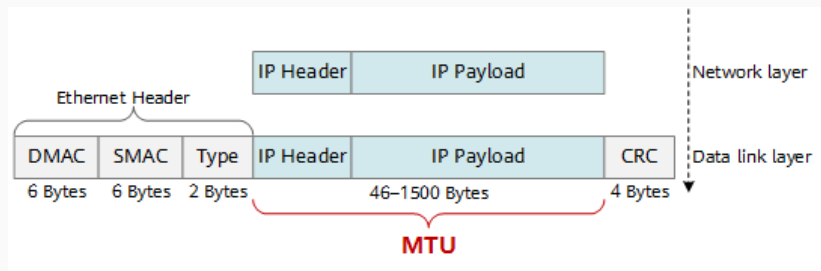 IP Header IP Payload Network layer
Ethernet Header
DMAC SMAC Type IP Header IP Payload CRC Data link layer
6 Bytes 6 Bytes 2 Bytes 46–1500 Bytes 4 Bytes
MTU